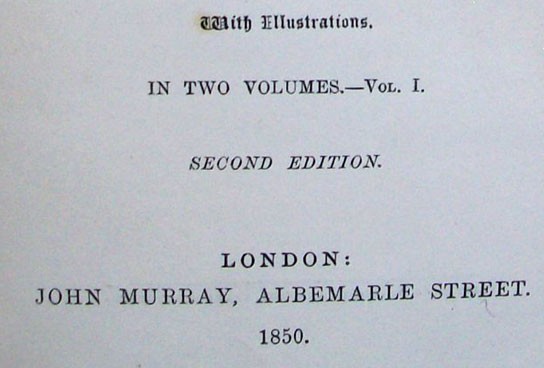 With Illustrations.
IN TWO VOLUMES.—VOL. I.
SECOND EDITION.
LONDON:
JOHN MURRAY, ALBEMARLE STREET.
1850.